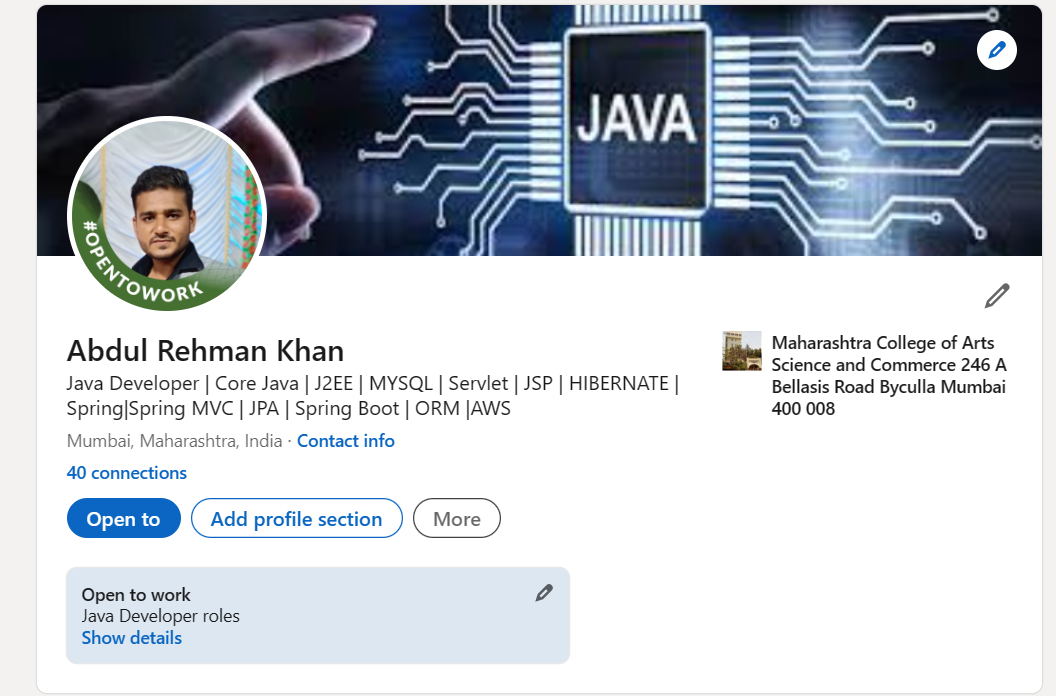 JAVA
#OPENTOWORK
Abdul Rehman Khan
Java Developer | Core Java | J2EE | MYSQL | Servlet | JSP | HIBERNATE |
Spring|Spring MVC | JPA | Spring Boot | ORM |AWS
Mumbai, Maharashtra, India · Contact info
40 connections
Open to
Add profile section
More
Maharashtra College of Arts
Science and Commerce 246 A
Bellasis Road Byculla Mumbai
400 008
Open to work
Java Developer roles
Show details